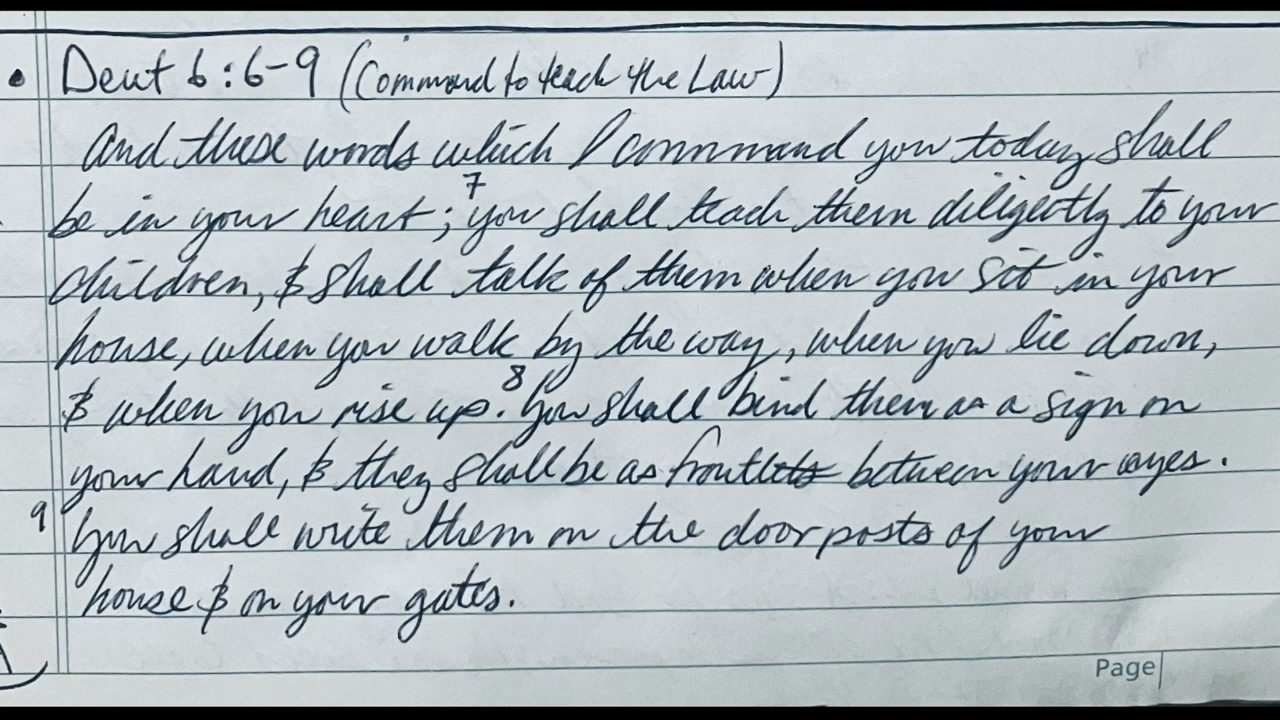 • Deut 6:6-9 (Command to teach the Law)
And these words which I command you today shall
be in your heart; 7 you shall teach them diligectly to your
children, & shall talk of them when you sit in your
house, when you walk by the way, when you lie down,
& when you rise up. 8 You shall bind them as a sign on
your hand, & they shall be as frontlets between your eyes.
9 You shall write them on the doorposts of your
house & on your gates.
Page